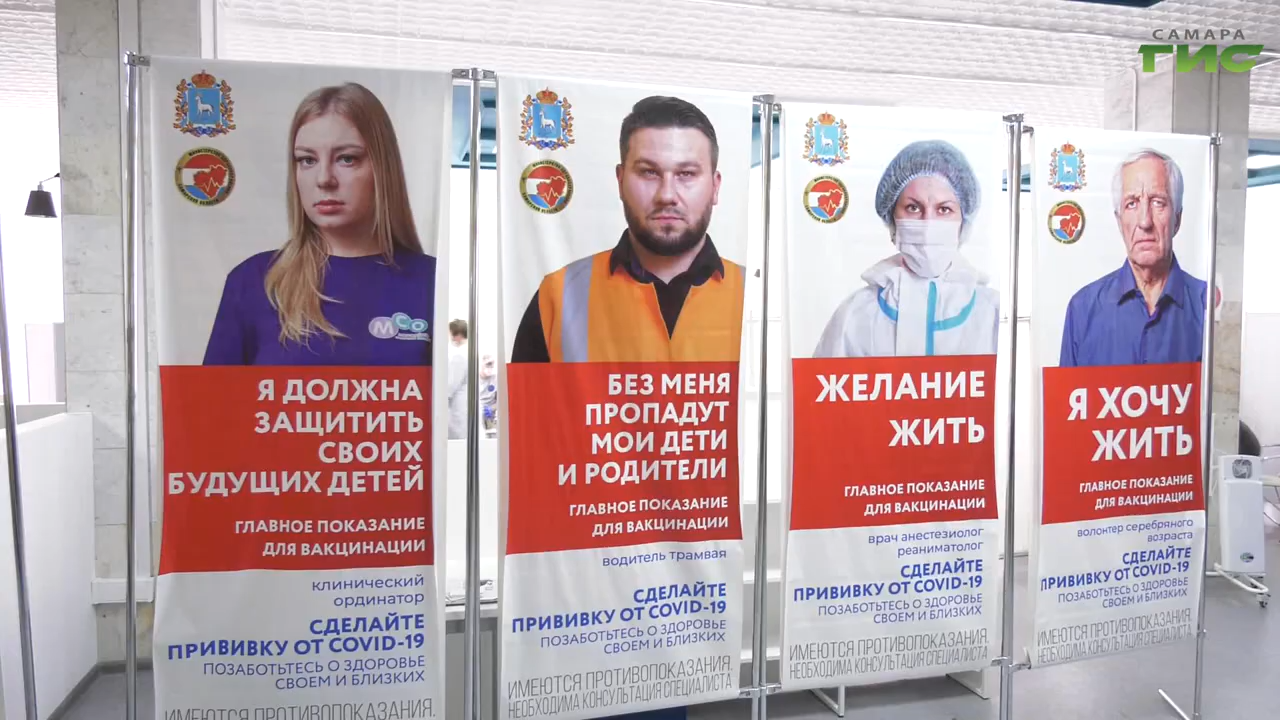 САМАРА
ТИС
Я ДОЛЖНА
ЗАЩИТИТЬ
СВОИХ
БУДУЩИХ ДЕТЕЙ
ГЛАВНОЕ ПОКАЗАНИЕ
ДЛЯ ВАКЦИНАЦИИ
клинический
ординатор
СДЕЛАЙТЕ
ПРИВИВКУ ОТ COVID-19
ПОЗАБОТЬТЕСЬ О ЗДОРОВЬЕ
СВОЕМ И БЛИЗКИХ
ИМЕЮТСЯ ПРОТИВОПОКАЗАНИЯ.
БЕЗ МЕНЯ
ПРОПАДУТ
МОИ ДЕТИ
И РОДИТЕЛИ
ГЛАВНОЕ ПОКАЗАНИЕ
ДЛЯ ВАКЦИНАЦИИ
водитель трамвая
СДЕЛАЙТЕ
ПРИВИВКУ ОТ COVID-19
ПОЗАБОТЬТЕСЬ О ЗДОРОВЬЕ
СВОЕМ И БЛИЗКИХ
ИМЕЮТСЯ ПРОТИВОПОКАЗАНИЯ.
НЕОБХОДИМА КОНСУЛЬТАЦИЯ СПЕЦИАЛИСТА
ЖЕЛАНИЕ
ЖИТЬ
ГЛАВНОЕ ПОКАЗАНИЕ
ДЛЯ ВАКЦИНАЦИИ
врач анестезиолог
реаниматолог
СДЕЛАЙТЕ
ПРИВИВКУ ОТ COVID-19
ПОЗАБОТЬТЕСЬ О ЗДОРОВЬЕ
СВОЕМ И БЛИЗКИХ
ИМЕЮТСЯ ПРОТИВОПОКАЗАНИЯ.
НЕОБХОДИМА КОНСУЛЬТАЦИЯ СПЕЦИАЛИСТА
Я ХОЧУ
ЖИТЬ
ГЛАВНОЕ ПОКАЗАНИЕ
ДЛЯ ВАКЦИНАЦИИ
волонтер серебряного
возраста
СДЕЛАЙТЕ
ПРИВИВКУ ОТ COVID-19
ПОЗАБОТЬТЕСЬ О ЗДОРОВЬЕ
СВОЕМ И БЛИЗКИХ
ИМЕЮТСЯ ПРОТИВОПОКАЗАНИЯ.
НЕОБХОДИМА КОНСУЛЬТАЦИЯ СПЕЦИАЛИСТА